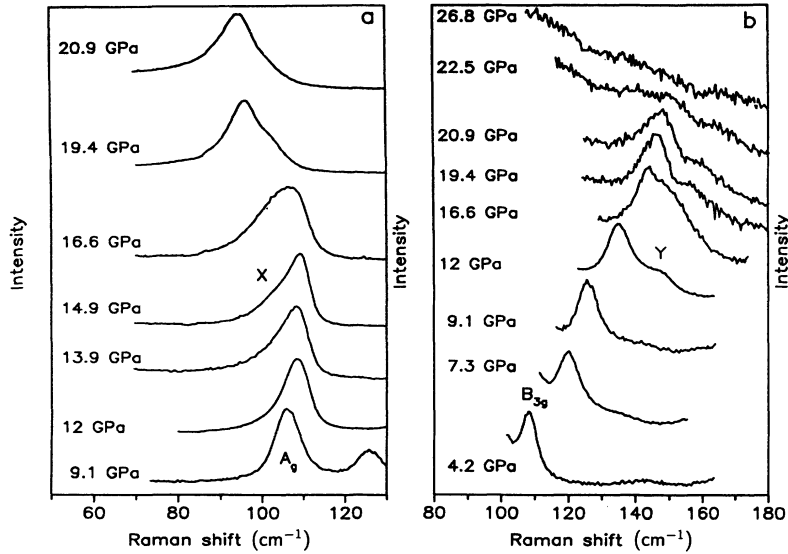 a
20.9 GPa
19.4 GPa
16.6 GPa
X
14.9 GPa
13.9 GPa
12 GPa
9.1 GPa
Ag
Intensity
60 80 100 120
Raman shift (cm⁻¹)
b
26.8 GPa
22.5 GPa
20.9 GPa
19.4 GPa
16.6 GPa
12 GPa
Y
9.1 GPa
7.3 GPa
B3g
4.2 GPa
Intensity
80 100 120 140 160 180
Raman shift (cm⁻¹)
Intensity